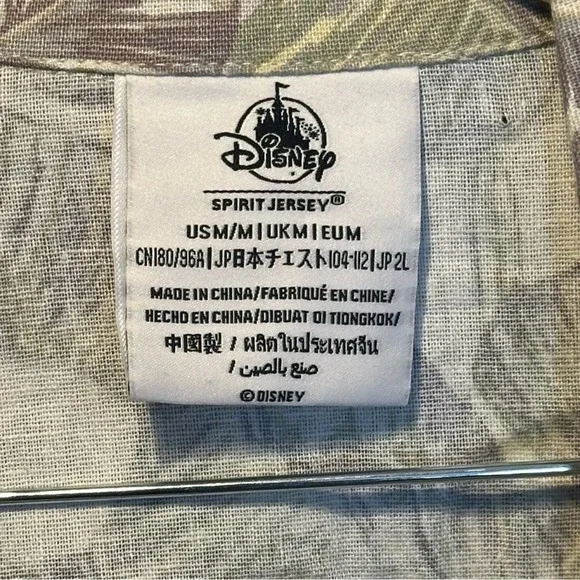 Disney
SPIRIT JERSEY®
US M/M | UK M | EU M
CN180/96A | JP日本チェスト104-112 | JP 2L
MADE IN CHINA/FABRIQUÉ EN CHINE/
HECHO EN CHINA/DIBUAT DI TIONGKOK/
中國製 / ผลิตในประเทศจีน
/ صنع بالصين
© DISNEY